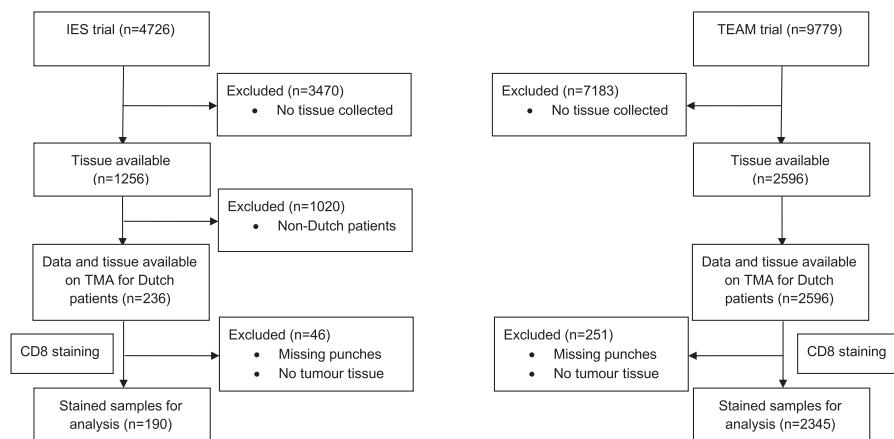 IES trial (n=4726)
Excluded (n=3470)
• No tissue collected
Tissue available
(n=1256)
Excluded (n=1020)
• Non-Dutch patients
Data and tissue available
on TMA for Dutch
patients (n=236)
CD8 staining
Excluded (n=46)
• Missing punches
• No tumour tissue
Stained samples for
analysis (n=190)
TEAM trial (n=9779)
Excluded (n=7183)
• No tissue collected
Tissue available
(n=2596)
Data and tissue available
on TMA for Dutch
patients (n=2596)
Excluded (n=251)
• Missing punches
• No tumour tissue
CD8 staining
Stained samples for
analysis (n=2345)